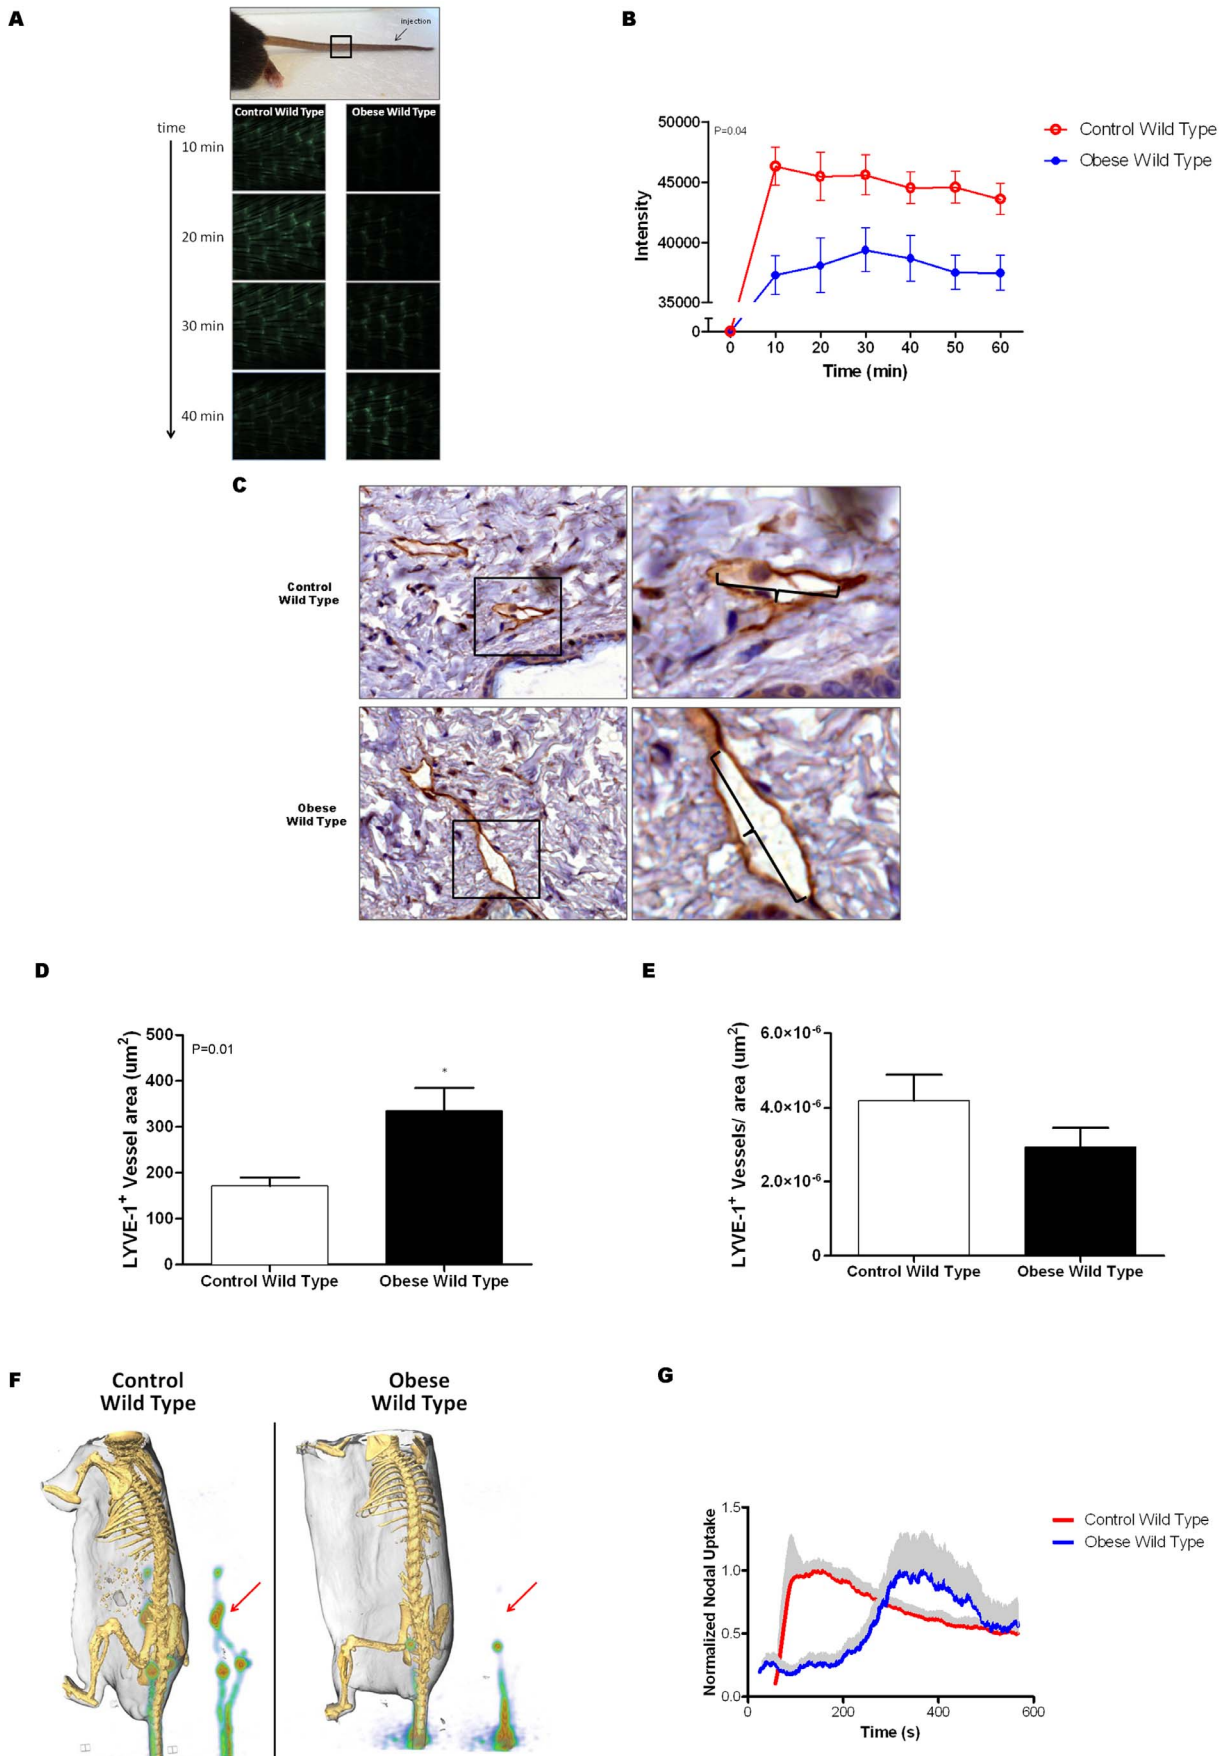 A
injection
Control Wild Type
Obese Wild Type
time
10 min
20 min
30 min
40 min
B
P=0.04
50000
45000
40000
35000
0
Intensity
0 10 20 30 40 50 60
Time (min)
Control Wild Type
Obese Wild Type
C
Control
Wild Type
Obese
Wild Type
D
P=0.01
*
500
400
300
200
100
0
LYVE-1+ Vessel area (um2)
Control Wild Type
Obese Wild Type
E
6.0×10-6
4.0×10-6
2.0×10-6
0
LYVE-1+ Vessels/ area (um2)
Control Wild Type
Obese Wild Type
F
Control
Wild Type
Obese
Wild Type
G
1.5
1.0
0.5
0.0
Normalized Nodal Uptake
0 200 400 600
Time (s)
Control Wild Type
Obese Wild Type